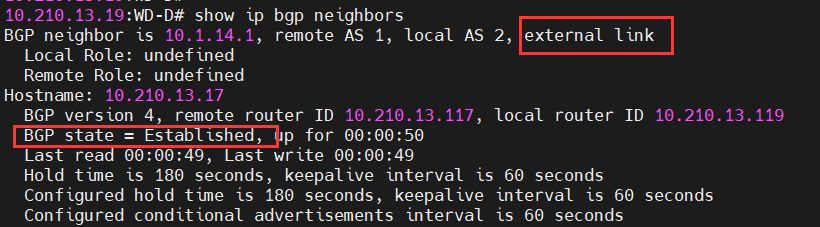 10.210.13.19:WD-D# show ip bgp neighbors
BGP neighbor is 10.1.14.1, remote AS 1, local AS 2, external link
Local Role: undefined
Remote Role: undefined
Hostname: 10.210.13.17
BGP version 4, remote router ID 10.210.13.117, local router ID 10.210.13.119
BGP state = Established, up for 00:00:50
Last read 00:00:49, Last write 00:00:49
Hold time is 180 seconds, keepalive interval is 60 seconds
Configured hold time is 180 seconds, keepalive interval is 60 seconds
Configured conditional advertisements interval is 60 seconds